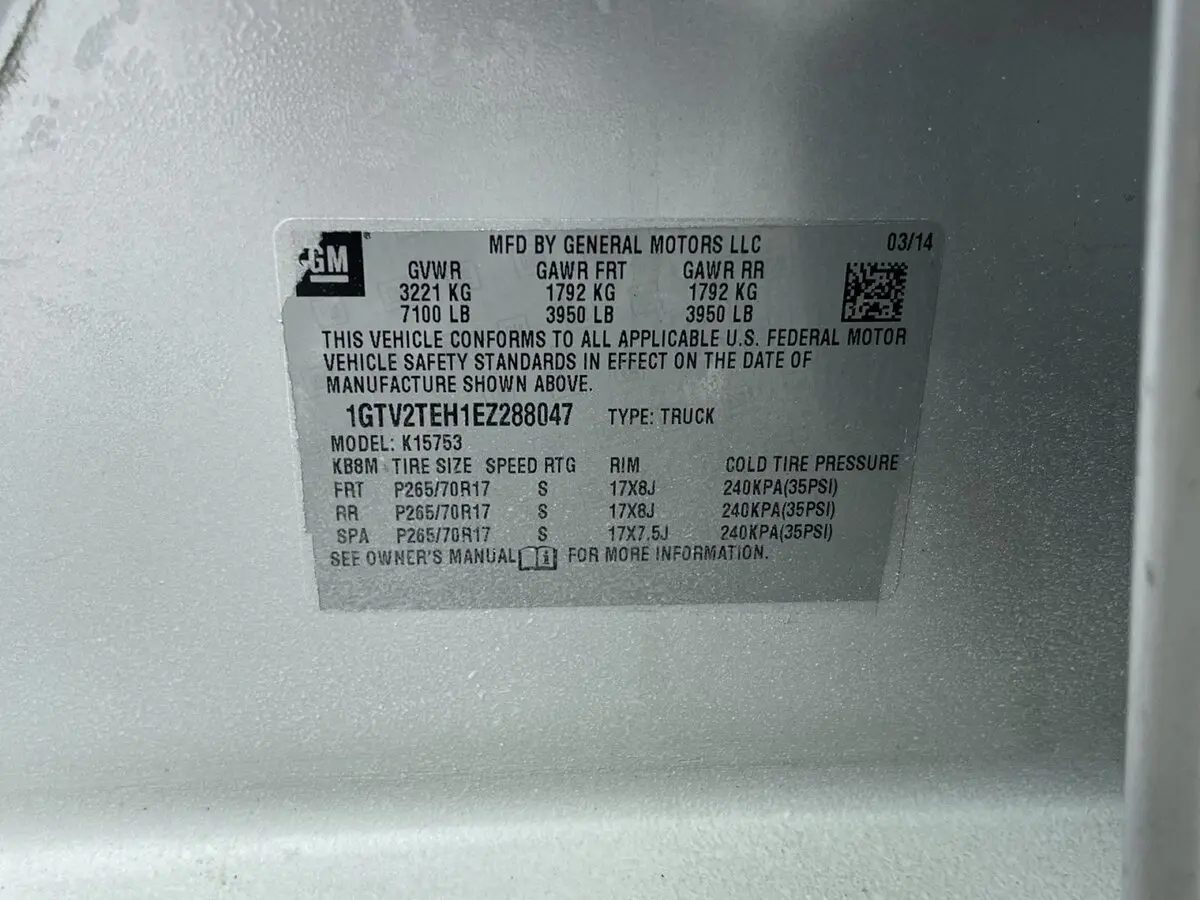 GM
MFD BY GENERAL MOTORS LLC 03/14
GVWR GAWR FRT GAWR RR
3221 KG 1792 KG 1792 KG
7100 LB 3950 LB 3950 LB
THIS VEHICLE CONFORMS TO ALL APPLICABLE U.S. FEDERAL MOTOR
VEHICLE SAFETY STANDARDS IN EFFECT ON THE DATE OF
MANUFACTURE SHOWN ABOVE.
1GTV2TEH1EZ288047 TYPE: TRUCK
MODEL: K15753
KB8M TIRE SIZE SPEED RTG RIM COLD TIRE PRESSURE
FRT P265/70R17 S 17X8J 240KPA(35PSI)
RR P265/70R17 S 17X8J 240KPA(35PSI)
SPA P265/70R17 S 17X7.5J 240KPA(35PSI)
SEE OWNER'S MANUAL FOR MORE INFORMATION.